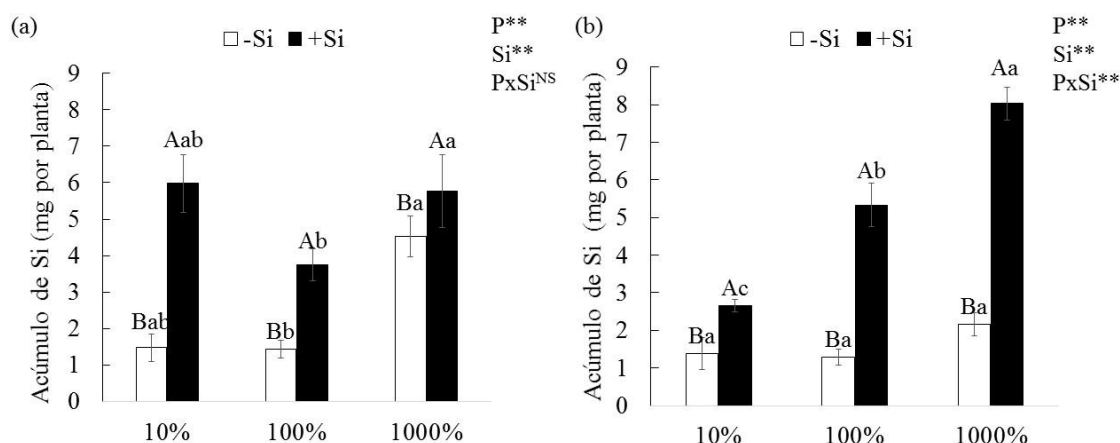 (a)
-Si +Si
P**
Si**
PxSiNS
Acúmulo de Si (mg por planta)
9
8
7
6
5
4
3
2
1
0
Bab
Aab
Bb
Ab
Ba
Aa
10% 100% 1000%
(b)
-Si +Si
P**
Si**
PxSi**
Acúmulo de Si (mg por planta)
9
8
7
6
5
4
3
2
1
0
Ba
Ac
Ba
Ab
Ba
Aa
10% 100% 1000%